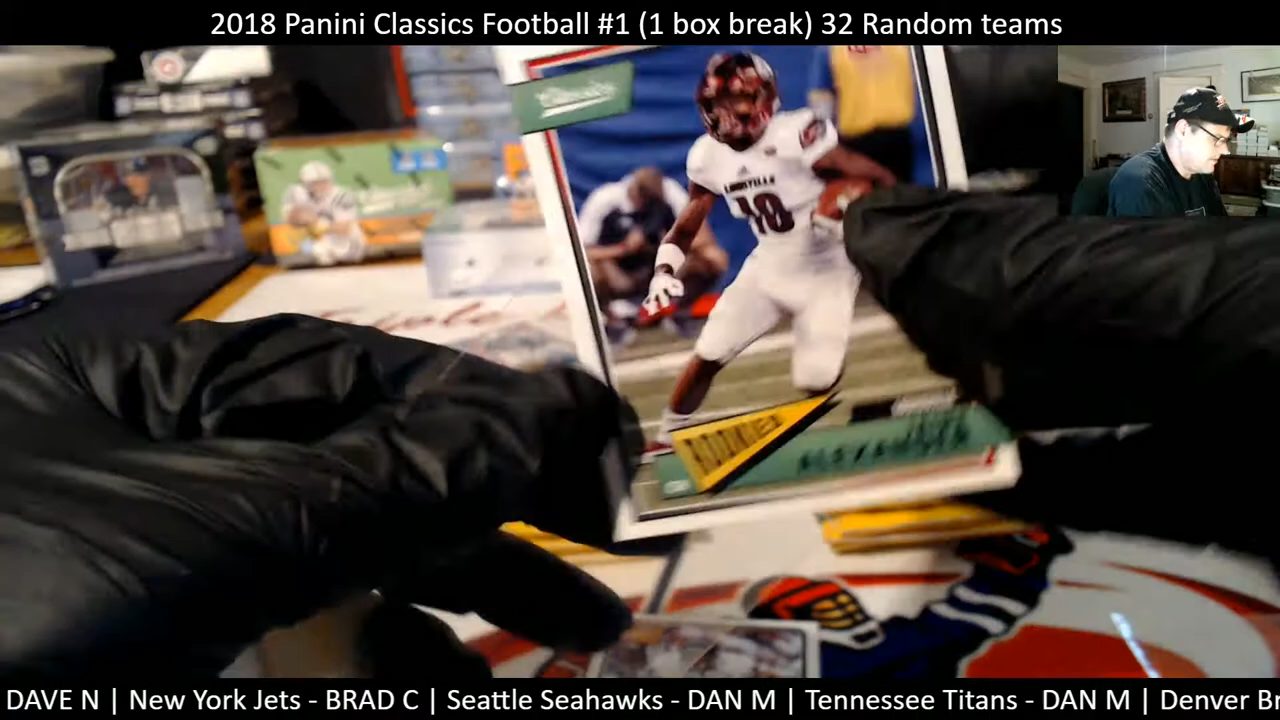 2018 Panini Classics Football #1 (1 box break) 32 Random teams
LOUISVILLE
10
ROOKIES
ALEXANDER
DAVE N | New York Jets - BRAD C | Seattle Seahawks - DAN M | Tennessee Titans - DAN M | Denver Br